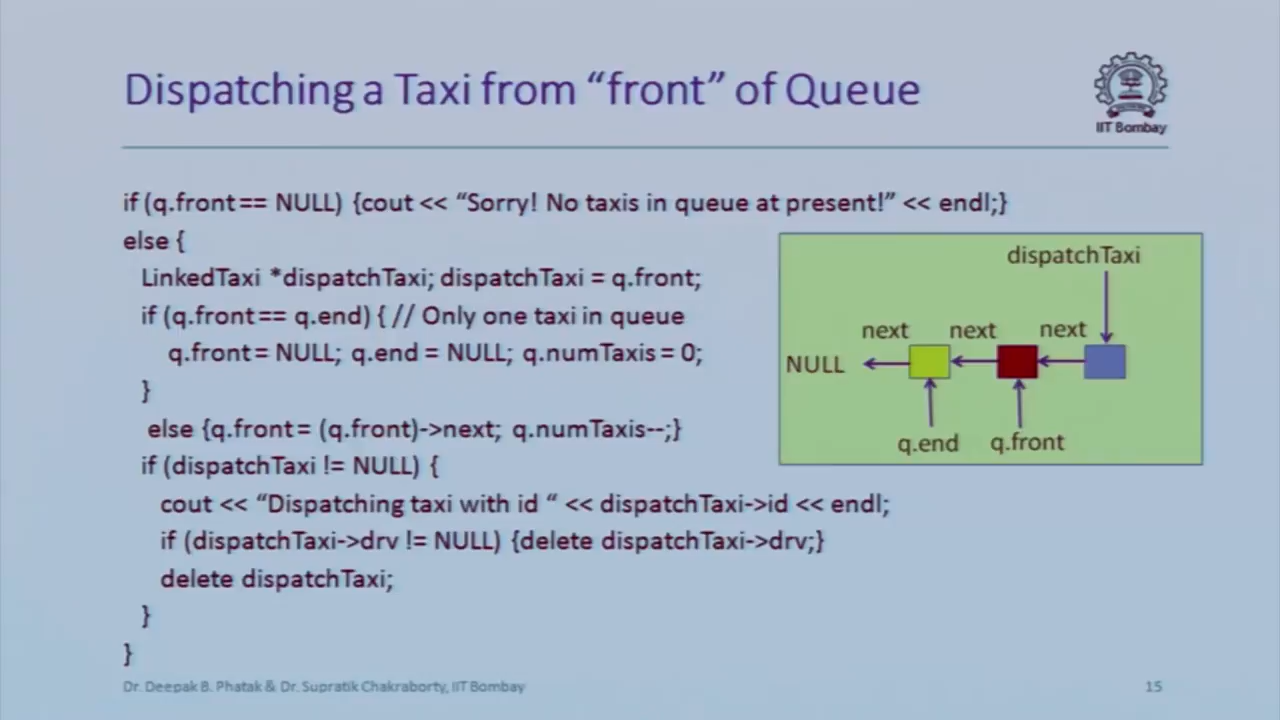 Dispatching a Taxi from “front” of Queue
IIT Bombay
if (q.front == NULL) {cout << “Sorry! No taxis in queue at present!” << endl;}
else {
LinkedTaxi *dispatchTaxi; dispatchTaxi = q.front;
if (q.front == q.end) { // Only one taxi in queue
q.front = NULL; q.end = NULL; q.numTaxis = 0;
}
else {q.front = (q.front)->next; q.numTaxis--;}
if (dispatchTaxi != NULL) {
cout << “Dispatching taxi with id “ << dispatchTaxi->id << endl;
if (dispatchTaxi->drv != NULL) {delete dispatchTaxi->drv;}
delete dispatchTaxi;
}
}
dispatchTaxi
next next next
NULL
q.end q.front
Dr. Deepak B. Phatak & Dr. Supratik Chakraborty, IIT Bombay
15